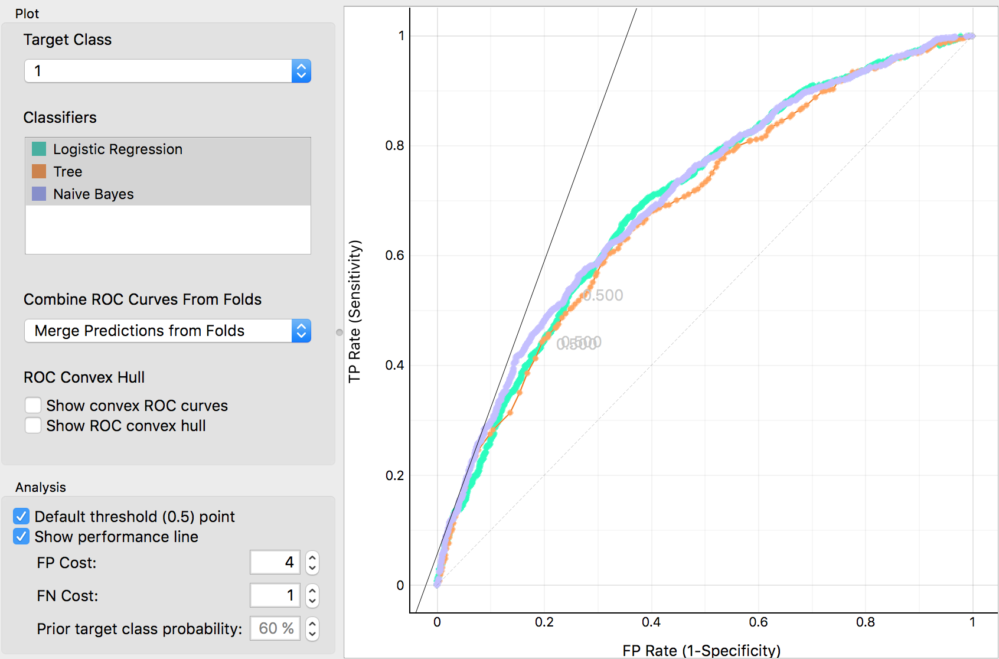 Plot
Target Class
1
Classifiers
Logistic Regression
Tree
Naive Bayes
Combine ROC Curves From Folds
Merge Predictions from Folds
ROC Convex Hull
Show convex ROC curves
Show ROC convex hull
Analysis
Default threshold (0.5) point
Show performance line
FP Cost: 4
FN Cost: 1
Prior target class probability: 60 %
TP Rate (Sensitivity)
1
0.8
0.6
0.4
0.2
0
0.500
0.500
0.500
0 0.2 0.4 0.6 0.8 1
FP Rate (1-Specificity)